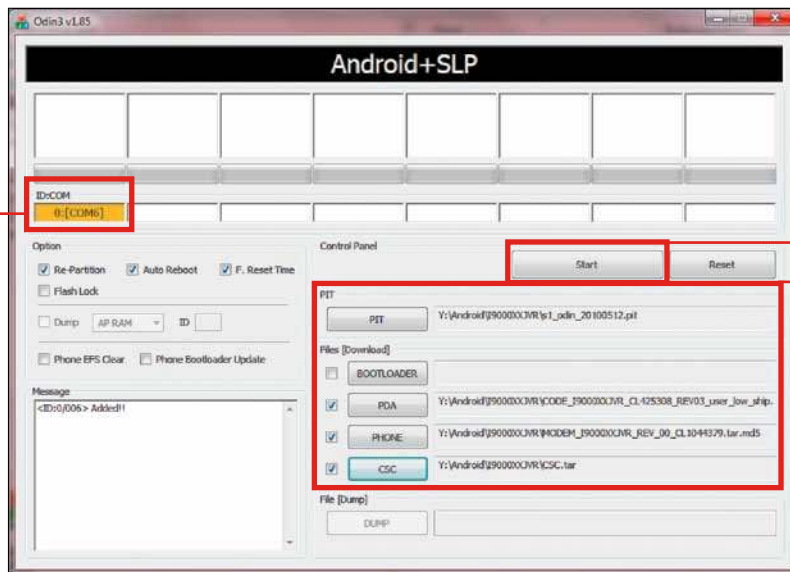 Odin3 v1.85
Android+SLP
ID:COM
0:[COM6]
Option
Re-Partition Auto Reboot F. Reset Time
Flash Lock
Dump AP RAM ID
Phone EFS Clear Phone Bootloader Update
Message
<ID:0/006> Added!!
Control Panel
Start Reset
PIT
PIT Y:\Android\I9000XXJVR\s1_odin_20100512.pit
Files [Download]
BOOTLOADER
PDA Y:\Android\I9000XXJVR\CODE_I9000XXJVR_CL425308_REV03_user_low_ship.
PHONE Y:\Android\I9000XXJVR\MODEM_I9000XXJVR_REV_00_CL1044379.tar.md5
CSC Y:\Android\I9000XXJVR\CSC.tar
File [Dump]
DUMP